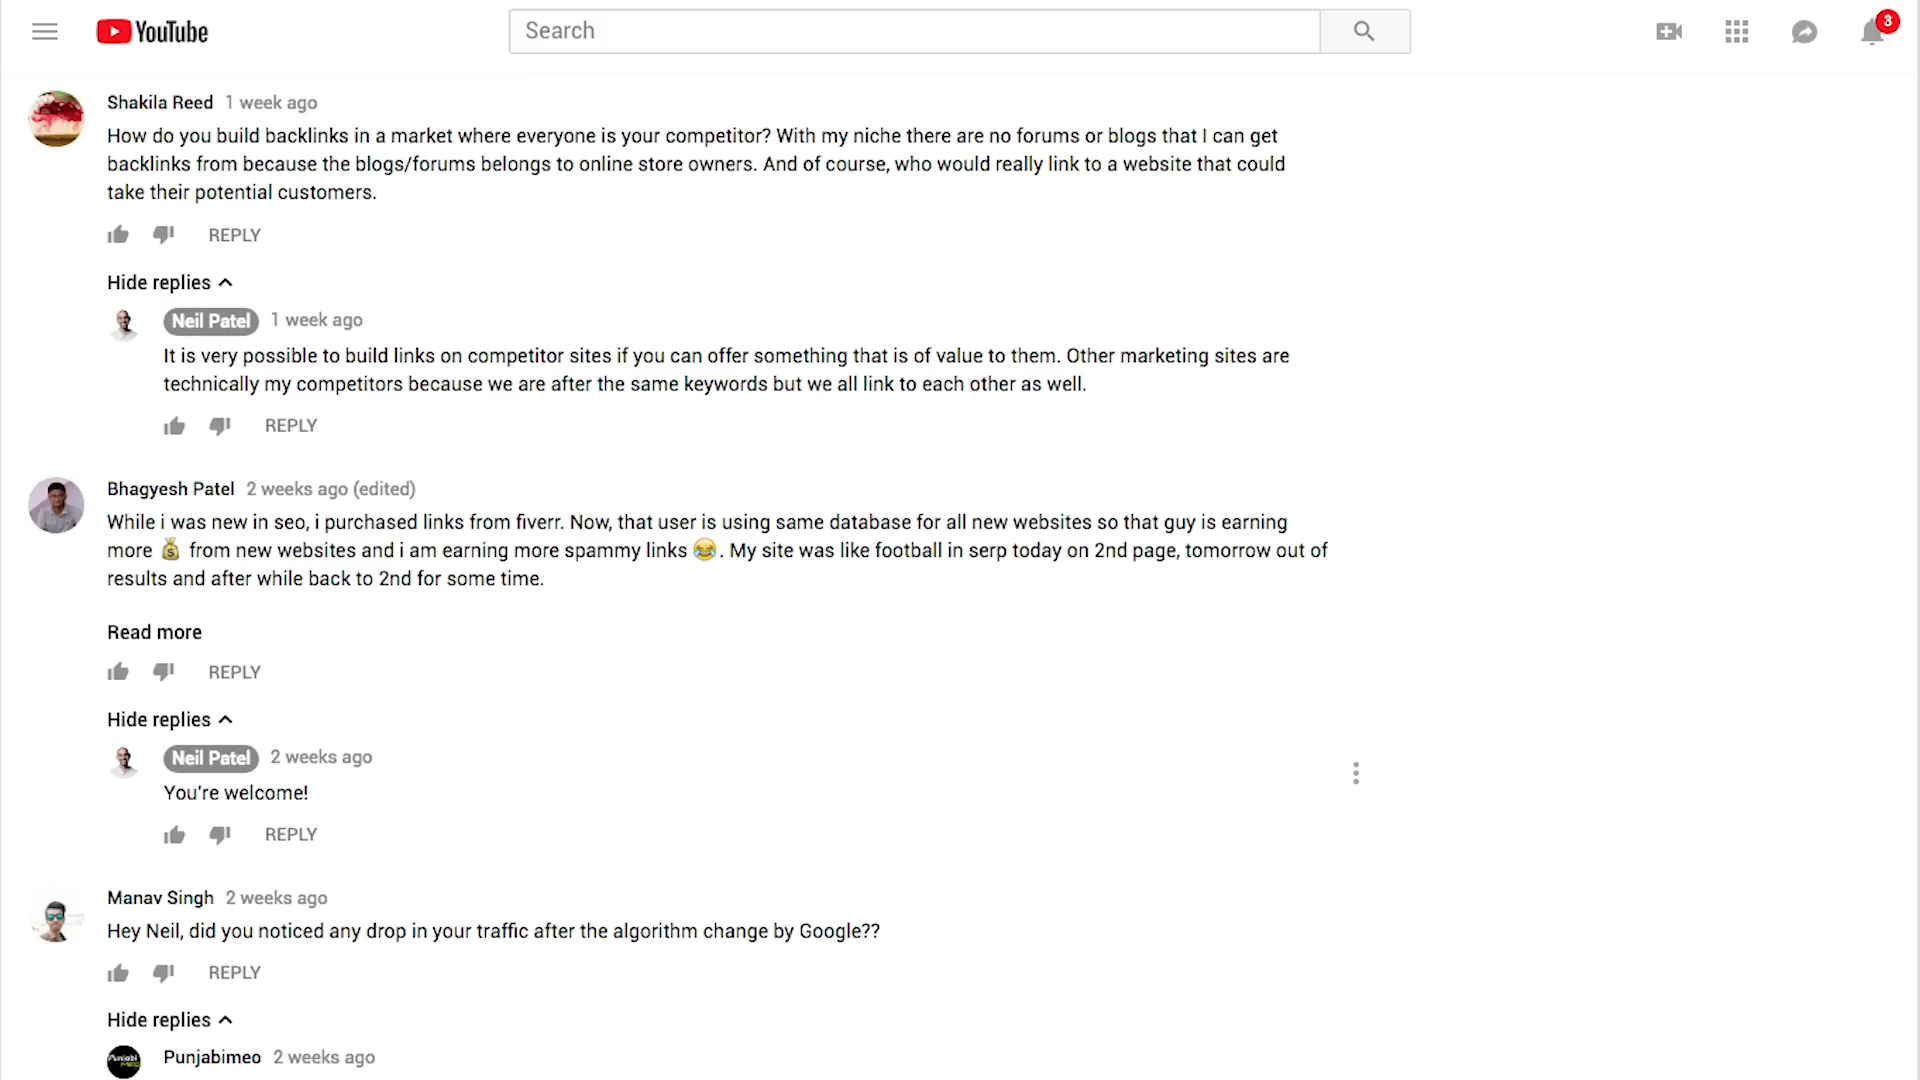 YouTube
Search
3
Shakila Reed 1 week ago
How do you build backlinks in a market where everyone is your competitor? With my niche there are no forums or blogs that I can get
backlinks from because the blogs/forums belongs to online store owners. And of course, who would really link to a website that could
take their potential customers.
REPLY
Hide replies
Neil Patel 1 week ago
It is very possible to build links on competitor sites if you can offer something that is of value to them. Other marketing sites are
technically my competitors because we are after the same keywords but we all link to each other as well.
REPLY
Bhagyesh Patel 2 weeks ago (edited)
While i was new in seo, i purchased links from fiverr. Now, that user is using same database for all new websites so that guy is earning
more 💰 from new websites and i am earning more spammy links 😂. My site was like football in serp today on 2nd page, tomorrow out of
results and after while back to 2nd for some time.
Read more
REPLY
Hide replies
Neil Patel 2 weeks ago
You're welcome!
REPLY
Manav Singh 2 weeks ago
Hey Neil, did you noticed any drop in your traffic after the algorithm change by Google??
REPLY
Hide replies
Punjabimeo 2 weeks ago